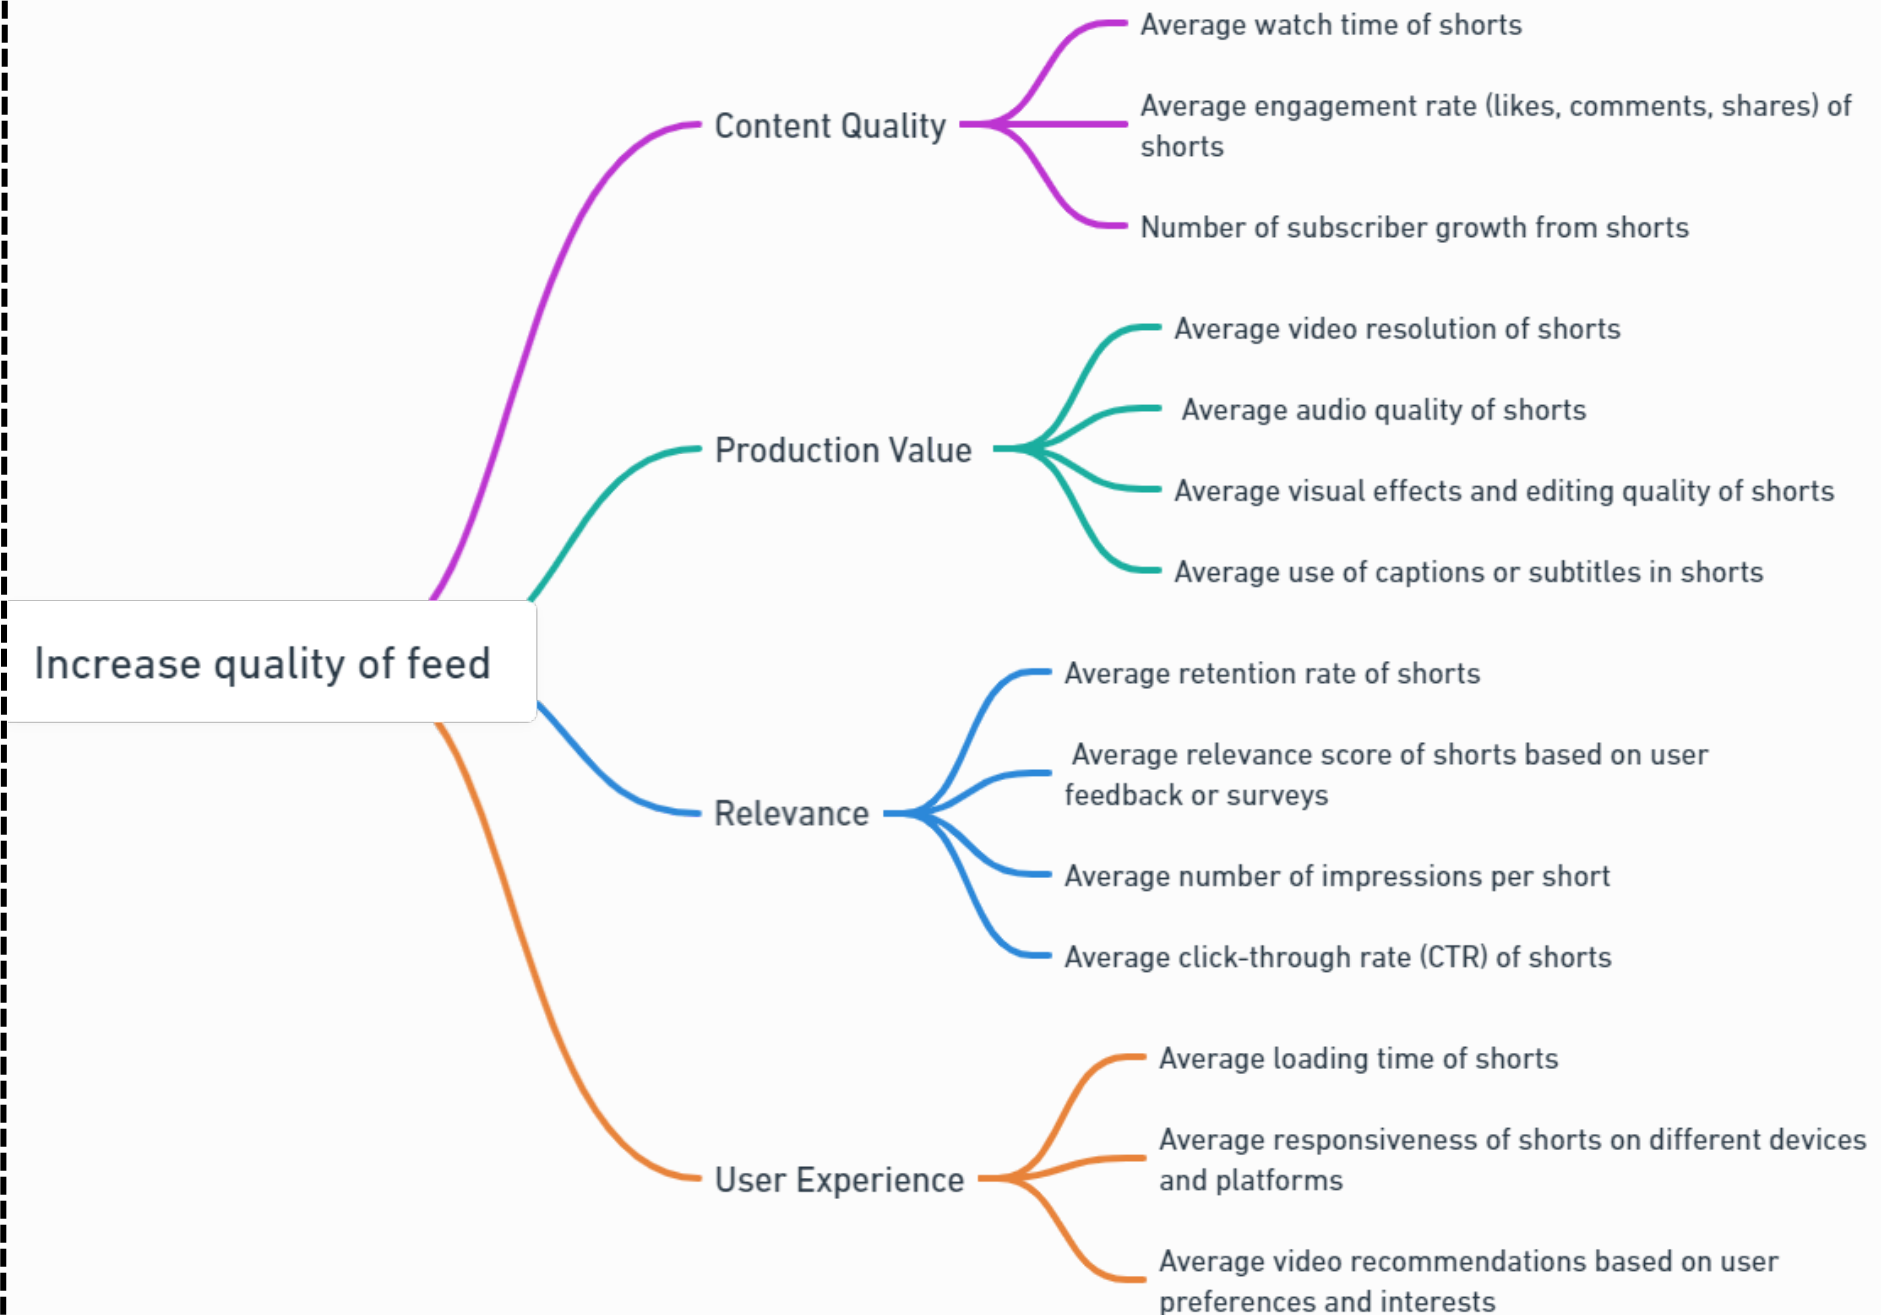 Increase quality of feed
Content Quality
Average watch time of shorts
Average engagement rate (likes, comments, shares) of
shorts
Number of subscriber growth from shorts
Production Value
Average video resolution of shorts
Average audio quality of shorts
Average visual effects and editing quality of shorts
Average use of captions or subtitles in shorts
Relevance
Average retention rate of shorts
Average relevance score of shorts based on user
feedback or surveys
Average number of impressions per short
Average click-through rate (CTR) of shorts
User Experience
Average loading time of shorts
Average responsiveness of shorts on different devices
and platforms
Average video recommendations based on user
preferences and interests